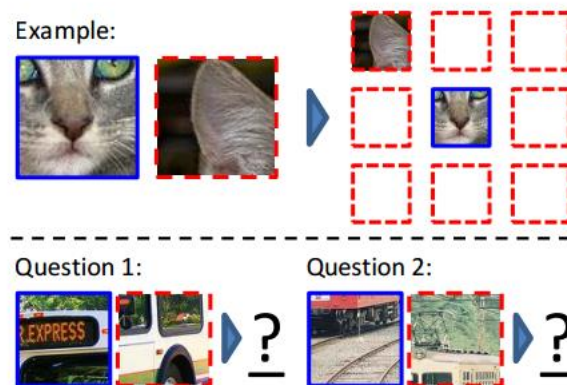 Example:
Question 1:
Question 2:
R.EXPRESS
?
?